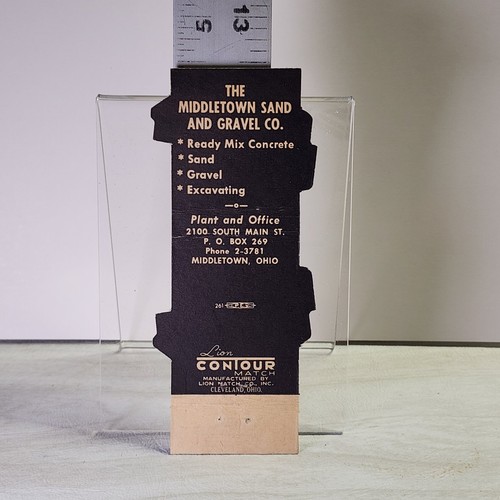 5 13
THE
MIDDLETOWN SAND
AND GRAVEL CO.
* Ready Mix Concrete
* Sand
* Gravel
* Excavating
Plant and Office
2100 SOUTH MAIN ST.
P. O. BOX 269
Phone 2-3781
MIDDLETOWN, OHIO
261
Lion
CONTOUR
MATCH
MANUFACTURED BY
LION MATCH CO., INC.
CLEVELAND, OHIO.